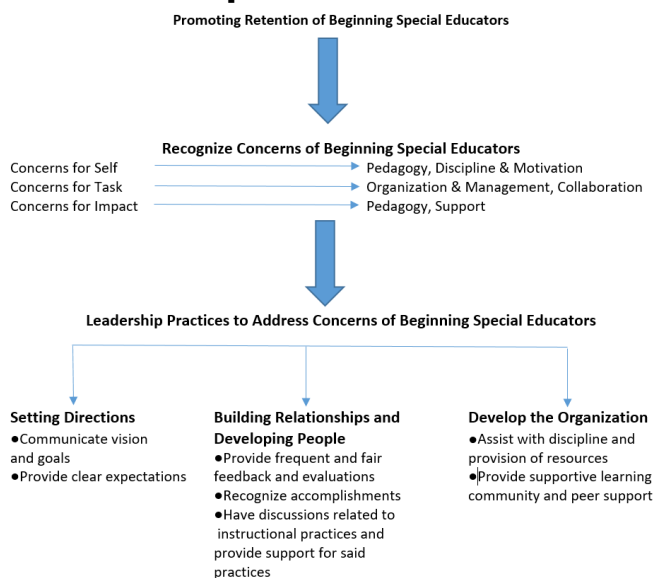 Promoting Retention of Beginning Special Educators
Recognize Concerns of Beginning Special Educators
Concerns for Self Pedagogy, Discipline & Motivation
Concerns for Task Organization & Management, Collaboration
Concerns for Impact Pedagogy, Support
Leadership Practices to Address Concerns of Beginning Special Educators
Setting Directions
●Communicate vision
and goals
●Provide clear expectations
Building Relationships and
Developing People
●Provide frequent and fair
feedback and evaluations
●Recognize accomplishments
●Have discussions related to
instructional practices and
provide support for said
practices
Develop the Organization
●Assist with discipline and
provision of resources
●Provide supportive learning
community and peer support